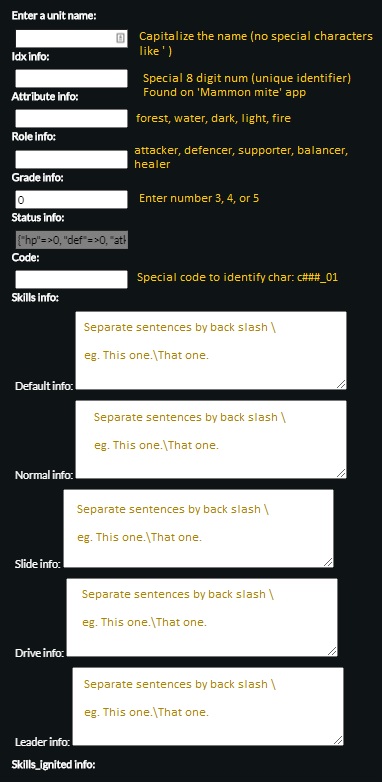 Enter a unit name:
Capitalize the name (no special characters
like ' )
Idx info:
Special 8 digit num (unique identifier)
Found on 'Mammon mite' app
Attribute info:
forest, water, dark, light, fire
Role info:
attacker, defencer, supporter, balancer,
healer
Grade info:
0
Enter number 3, 4, or 5
Status info:
{"hp"=>0, "def"=>0, "atk
Code:
Special code to identify char: c###_01
Skills info:
Separate sentences by back slash \
eg. This one.\That one.
Default info:
Separate sentences by back slash \
eg. This one.\That one.
Normal info:
Separate sentences by back slash \
eg. This one.\That one.
Slide info:
Separate sentences by back slash \
eg. This one.\That one.
Drive info:
Separate sentences by back slash \
eg. This one.\That one.
Leader info:
Skills_ignited info: